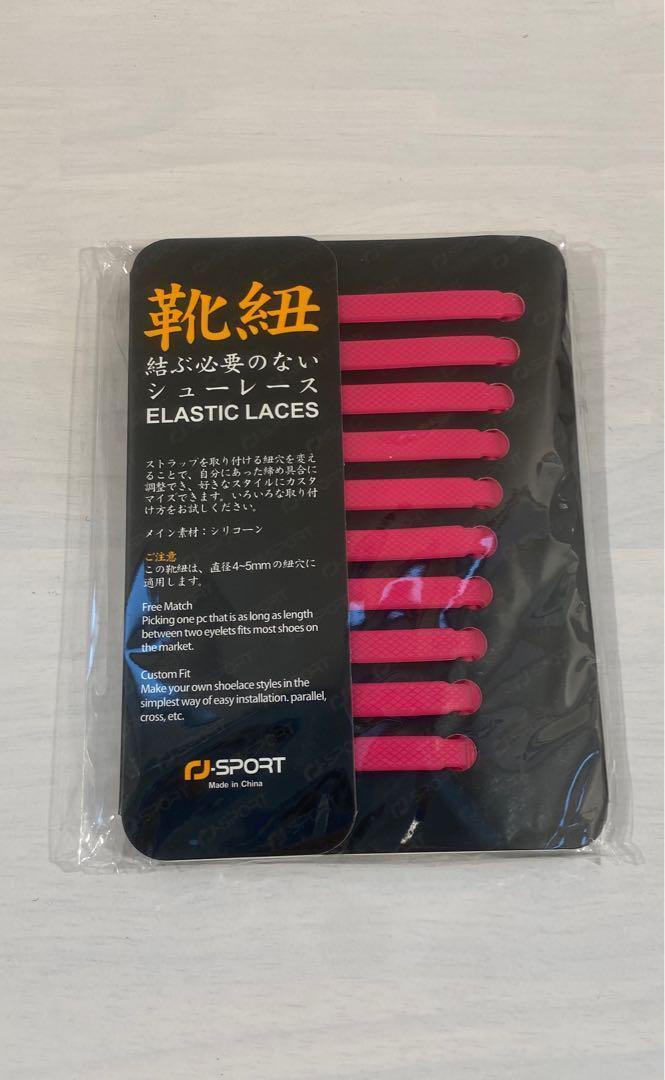 靴紐
結ぶ必要のない
シューレース
ELASTIC LACES
ストラップを取り付ける紐穴を変え
ることで、自分にあった締め具合に
調整でき、好きなスタイルにカスタ
マイズできます。いろいろな取り付
け方をお試しください。
メイン素材：シリコーン
ご注意
この靴紐は、直径4~5mmの紐穴に
適用します。
Free Match
Picking one pc that is as long as length
between two eyelets fits most shoes on
the market.
Custom Fit
Make your own shoelace styles in the
simplest way of easy installation. parallel,
cross, etc.
RJ-SPORT
Made in China